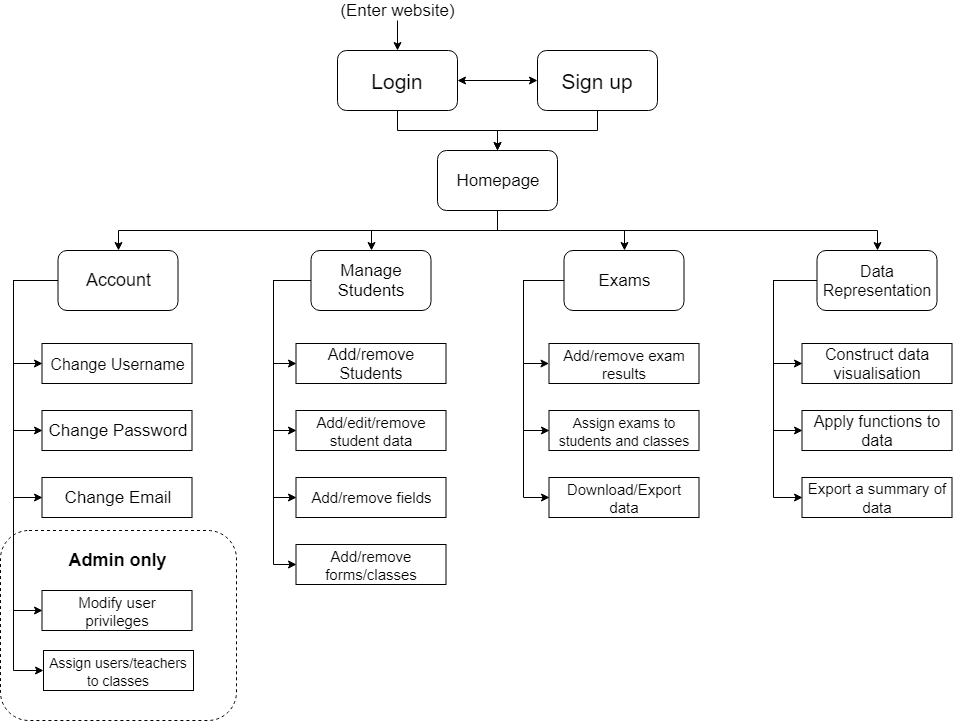 (Enter website)
Login
Sign up
Homepage
Account
Manage
Students
Exams
Data
Representation
Change Username
Change Password
Change Email
Admin only
Modify user
privileges
Assign users/teachers
to classes
Add/remove
Students
Add/edit/remove
student data
Add/remove fields
Add/remove
forms/classes
Add/remove exam
results
Assign exams to
students and classes
Download/Export
data
Construct data
visualisation
Apply functions to
data
Export a summary of
data